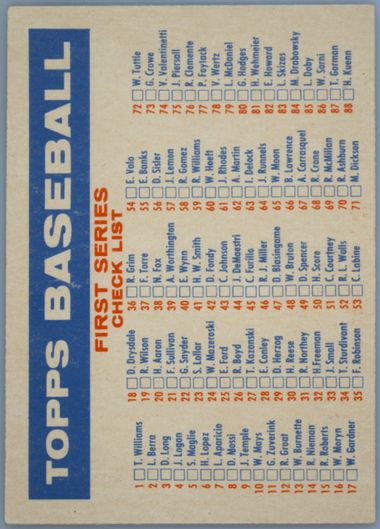 TOPPS BASEBALL
FIRST SERIES
CHECK LIST
1 T. Williams
2 L. Berra
3 D. Long
4 J. Logan
5 S. Maglie
6 H. Lopez
7 L. Aparicio
8 D. Mossi
9 J. Temple
10 W. Mays
11 G. Zuverink
12 R. Groat
13 W. Burnette
14 R. Nieman
15 R. Roberts
16 W. Moryn
17 W. Gardner
18 D. Drysdale
19 R. Wilson
20 H. Aaron
21 F. Sullivan
22 G. Snyder
23 S. Lollar
24 W. Mazeroski
25 E. Ford
26 R. Boyd
27 T. Kazanski
28 E. Conley
29 D. Herzog
30 H. Reese
31 R. Northey
32 H. Freeman
33 J. Small
34 T. Sturdivant
35 F. Robinson
36 R. Grim
37 F. Torre
38 N. Fox
39 A. Worthington
40 E. Wynn
41 H. W. Smith
42 D. Bandy
43 C. Johnson
44 J. DeMaestri
45 C. Furillo
46 R. J. Miller
47 D. Blasingame
48 W. Bruton
49 D. Spencer
50 H. Score
51 C. Courtney
52 R. L. Walls
53 C. Labine
54 E. Valo
55 E. Banks
56 D. Sisler
57 J. Lemon
58 R. Gomez
59 R. Williams
60 W. Hoeft
61 J. Rhodes
62 A. Martin
63 I. Delock
64 J. Runnels
65 W. Moon
66 B. Lawrence
67 A. Carrasquel
68 P. Crone
69 R. McMillan
70 R. Ashburn
71 M. Dickson
72 W. Tuttle
73 G. Crowe
74 V. Valentinetti
75 J. Piersall
76 R. Clemente
77 P. Foytack
78 V. Wertz
79 L. McDaniel
80 G. Hodges
81 H. Wehmeier
82 E. Howard
83 L. Skizas
84 M. Drabowsky
85 L. Doby
86 W. Sarni
87 T. Gorman
88 H. Kuenn